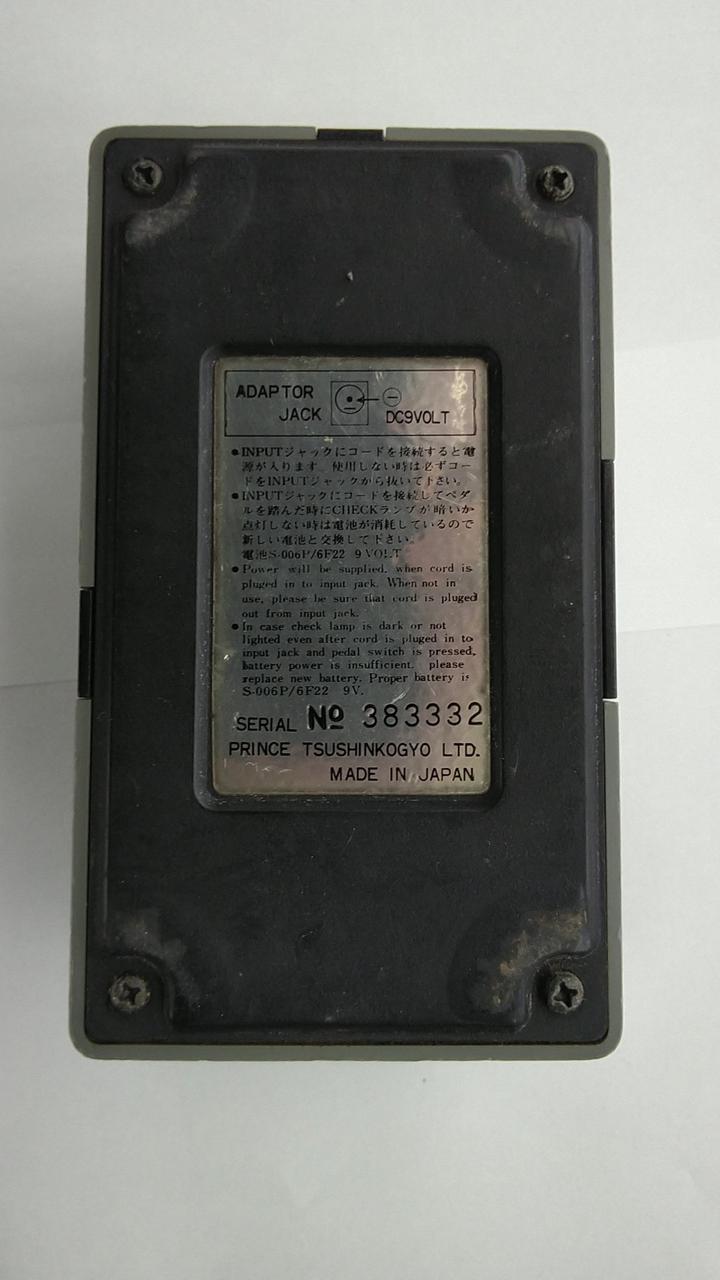 ADAPTOR
JACK
⊖
DC9VOLT
●INPUTジャックにコードを接続すると電
源が入ります。使用しない時は必ずコー
ドをINPUTジャックから抜いて下さい。
●INPUTジャックにコードを接続してペダ
ルを踏んだ時にCHECKランプが暗いか
点灯しない時は電池が消耗しているので
新しい電池と交換して下さい。
電池S-006P/6F22 9VOLT
●Power will be supplied, when cord is
pluged in to input jack. When not in
use, please be sure that cord is pluged
out from input jack.
●In case check lamp is dark or not
lighted even after cord is pluged in to
input jack and pedal switch is pressed,
battery power is insufficient. please
replace new battery. Proper battery is
S-006P/6F22 9V.
SERIAL № 383332
PRINCE TSUSHINKOGYO LTD.
MADE IN JAPAN